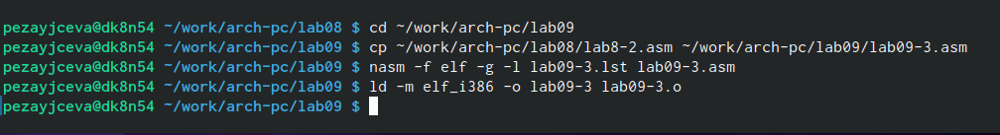 pezayjceva@dk8n54 ~/work/arch-pc/lab08 $ cd ~/work/arch-pc/lab09
pezayjceva@dk8n54 ~/work/arch-pc/lab09 $ cp ~/work/arch-pc/lab08/lab8-2.asm ~/work/arch-pc/lab09/lab09-3.asm
pezayjceva@dk8n54 ~/work/arch-pc/lab09 $ nasm -f elf -g -l lab09-3.lst lab09-3.asm
pezayjceva@dk8n54 ~/work/arch-pc/lab09 $ ld -m elf_i386 -o lab09-3 lab09-3.o
pezayjceva@dk8n54 ~/work/arch-pc/lab09 $